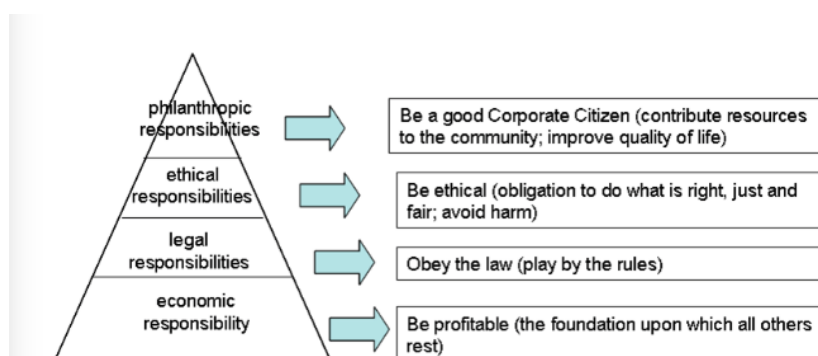 philanthropic
responsibilities
Be a good Corporate Citizen (contribute resources
to the community; improve quality of life)
ethical
responsibilities
Be ethical (obligation to do what is right, just and
fair; avoid harm)
legal
responsibilities
Obey the law (play by the rules)
economic
responsibility
Be profitable (the foundation upon which all others
rest)